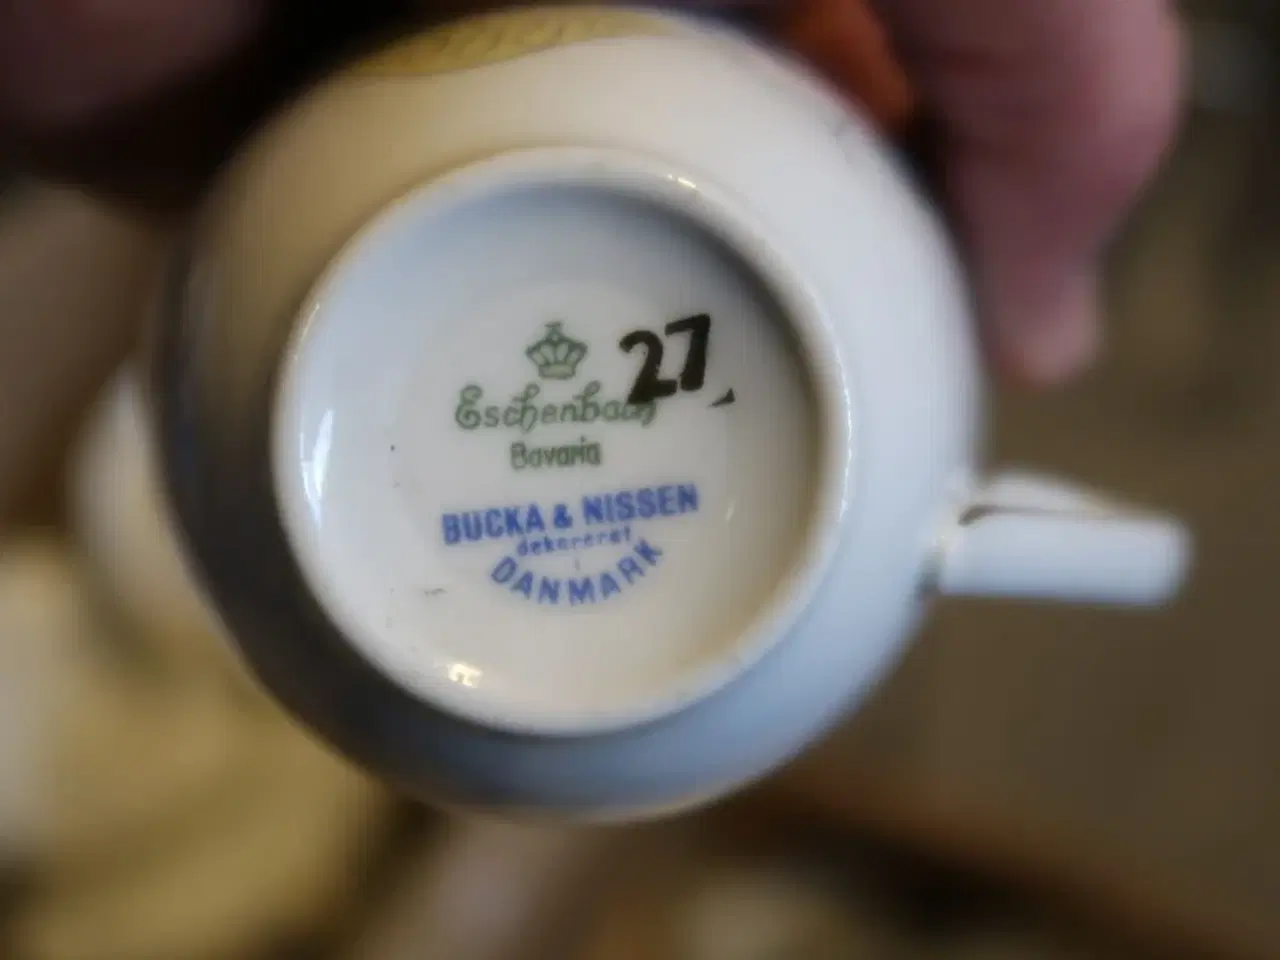 27
Eschenbach
Bavaria
BUCKA & NISSEN
dekoreret
i
DANMARK